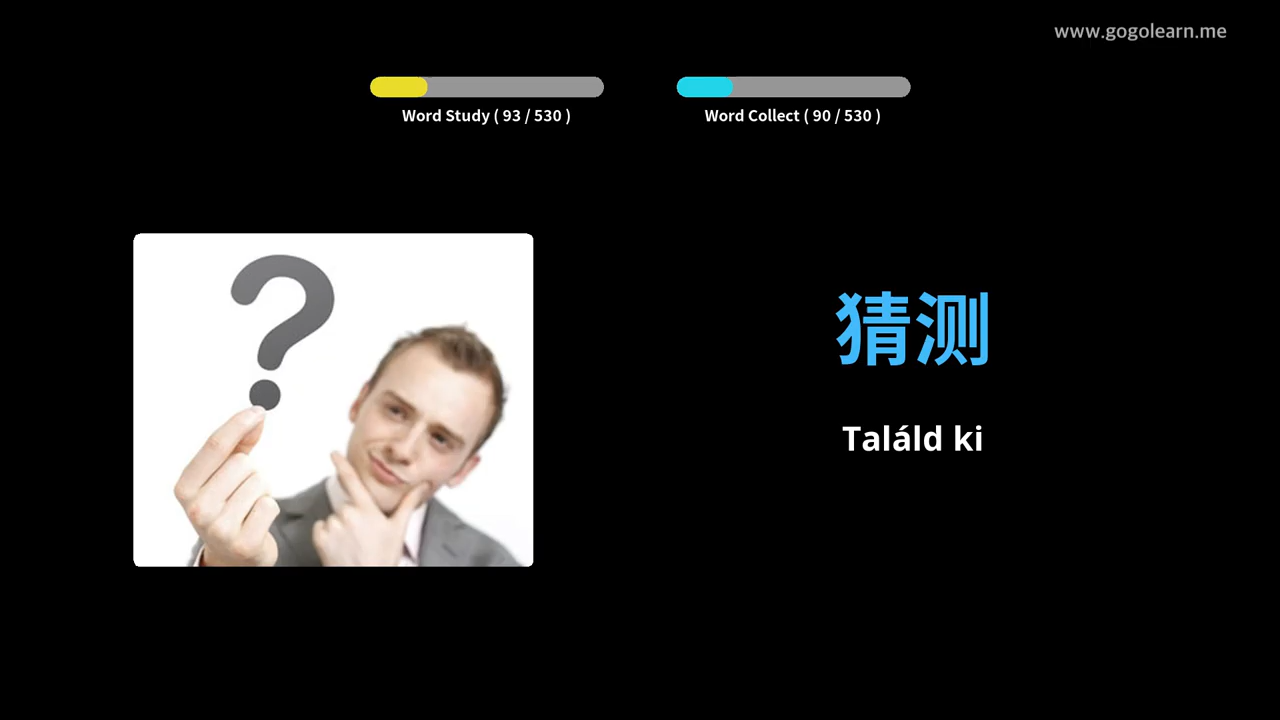 www.gogolearn.me
Word Study ( 93 / 530 )
Word Collect ( 90 / 530 )
猜测
Találd ki